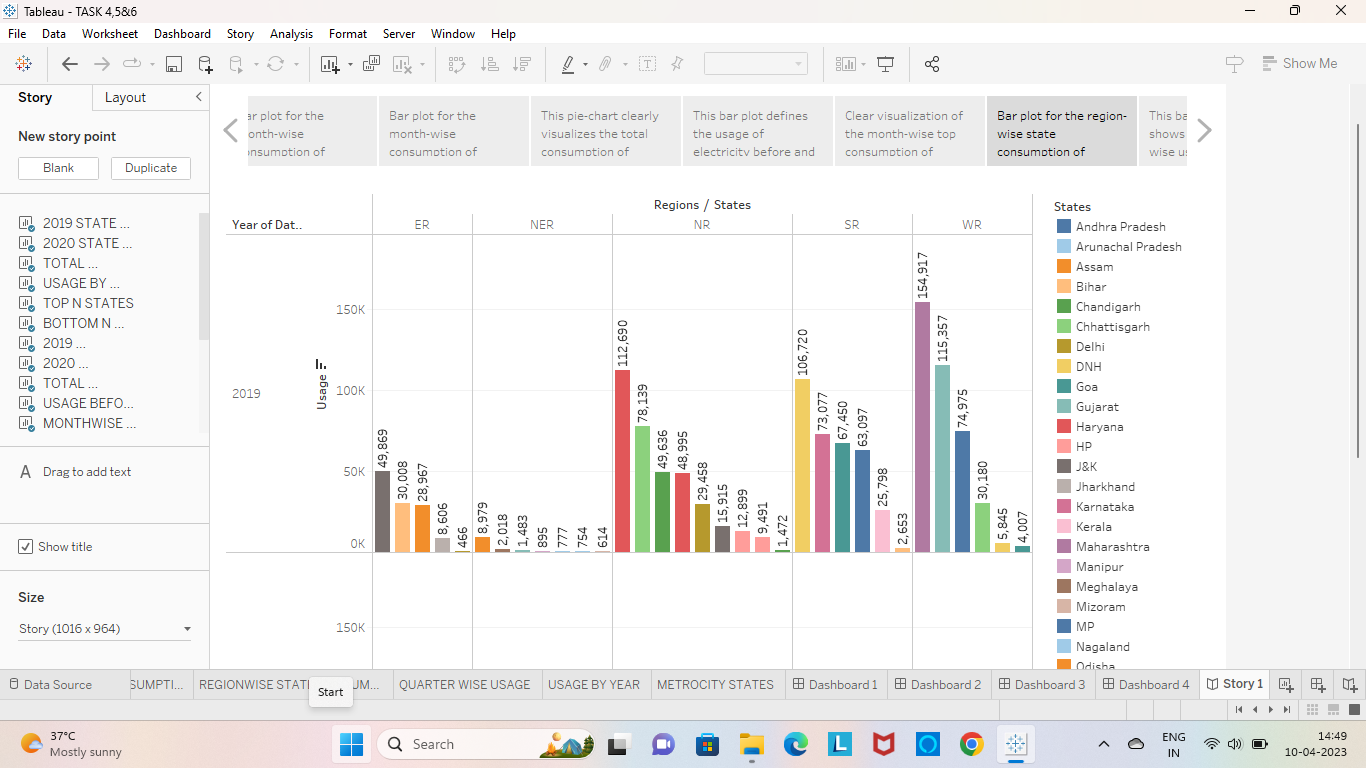 Tableau - TASK 4,5&6
File Data Worksheet Dashboard Story Analysis Format Server Window Help
Show Me
Story Layout
New story point
Blank Duplicate
2019 STATE ...
2020 STATE ...
TOTAL ...
USAGE BY ...
TOP N STATES
BOTTOM N ...
2019 ...
2020 ...
TOTAL ...
USAGE BEFO...
MONTHWISE ...
A Drag to add text
Show title
Size
Story (1016 x 964)
ar plot for the
onth-wise
nsumption of
Bar plot for the
month-wise
consumption of
This pie-chart clearly
visualizes the total
consumption of
This bar plot defines
the usage of
electricity before and
Clear visualization of
the month-wise top
consumption of
Bar plot for the region-
wise state
consumption of
This ba
shows
wise us
Regions / States
Year of Dat.. ER NER NR SR WR
2019
Usage
150K
100K
50K
0K
150K
49,869
30,008
28,967
8,606
466
8,979
2,018
1,483
895
777
754
614
112,690
78,139
49,636
48,995
29,458
15,915
12,899
9,491
1,472
106,720
73,077
67,450
63,097
25,798
2,653
154,917
115,357
74,975
30,180
5,845
4,007
States
Andhra Pradesh
Arunachal Pradesh
Assam
Bihar
Chandigarh
Chhattisgarh
Delhi
DNH
Goa
Gujarat
Haryana
HP
J&K
Jharkhand
Karnataka
Kerala
Maharashtra
Manipur
Meghalaya
Mizoram
MP
Nagaland
Odisha
Data Source SUMPTI... REGIONWISE STATE UM... QUARTER WISE USAGE USAGE BY YEAR METROCITY STATES Dashboard 1 Dashboard 2 Dashboard 3 Dashboard 4 Story 1
Start
37°C
Mostly sunny
Search
ENG
IN
14:49
10-04-2023